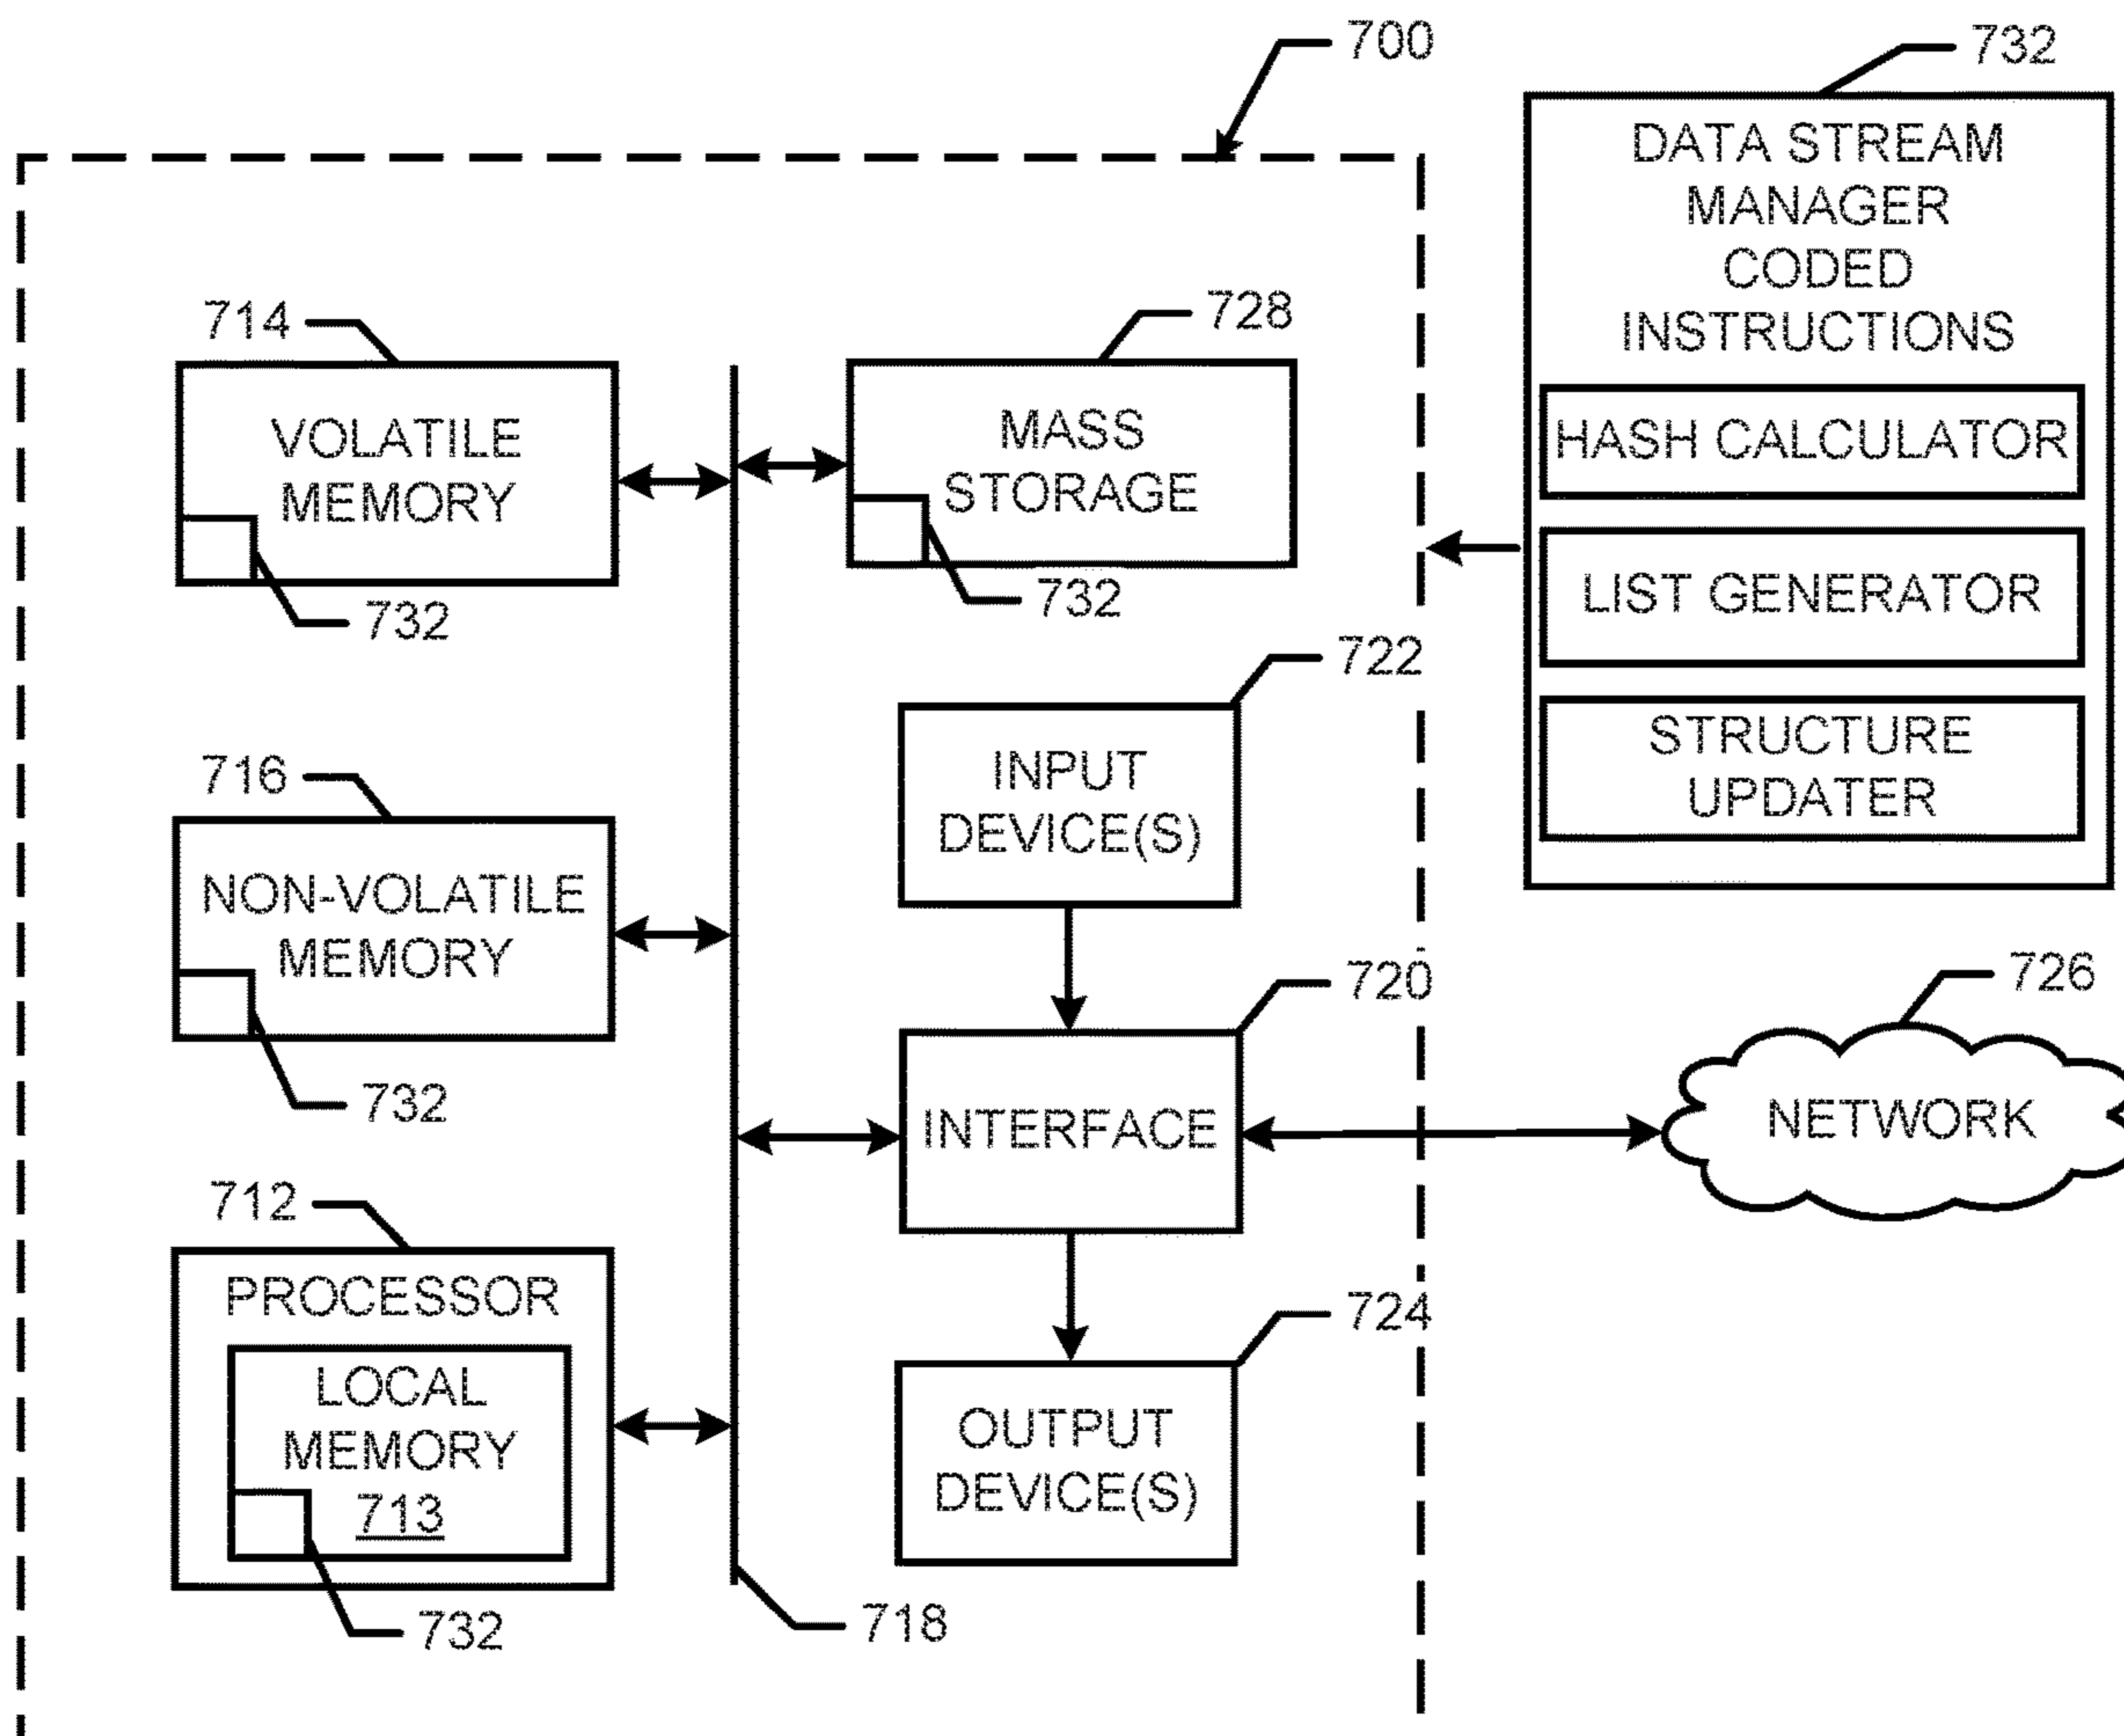 700
732
DATA STREAM
MANAGER
CODED
INSTRUCTIONS
HASH CALCULATOR
LIST GENERATOR
STRUCTURE
UPDATER
714
VOLATILE
MEMORY
732
728
MASS
STORAGE
732
722
INPUT
DEVICE(S)
716
NON-VOLATILE
MEMORY
732
720
INTERFACE
726
NETWORK
712
PROCESSOR
LOCAL
MEMORY
713
732
724
OUTPUT
DEVICE(S)
718